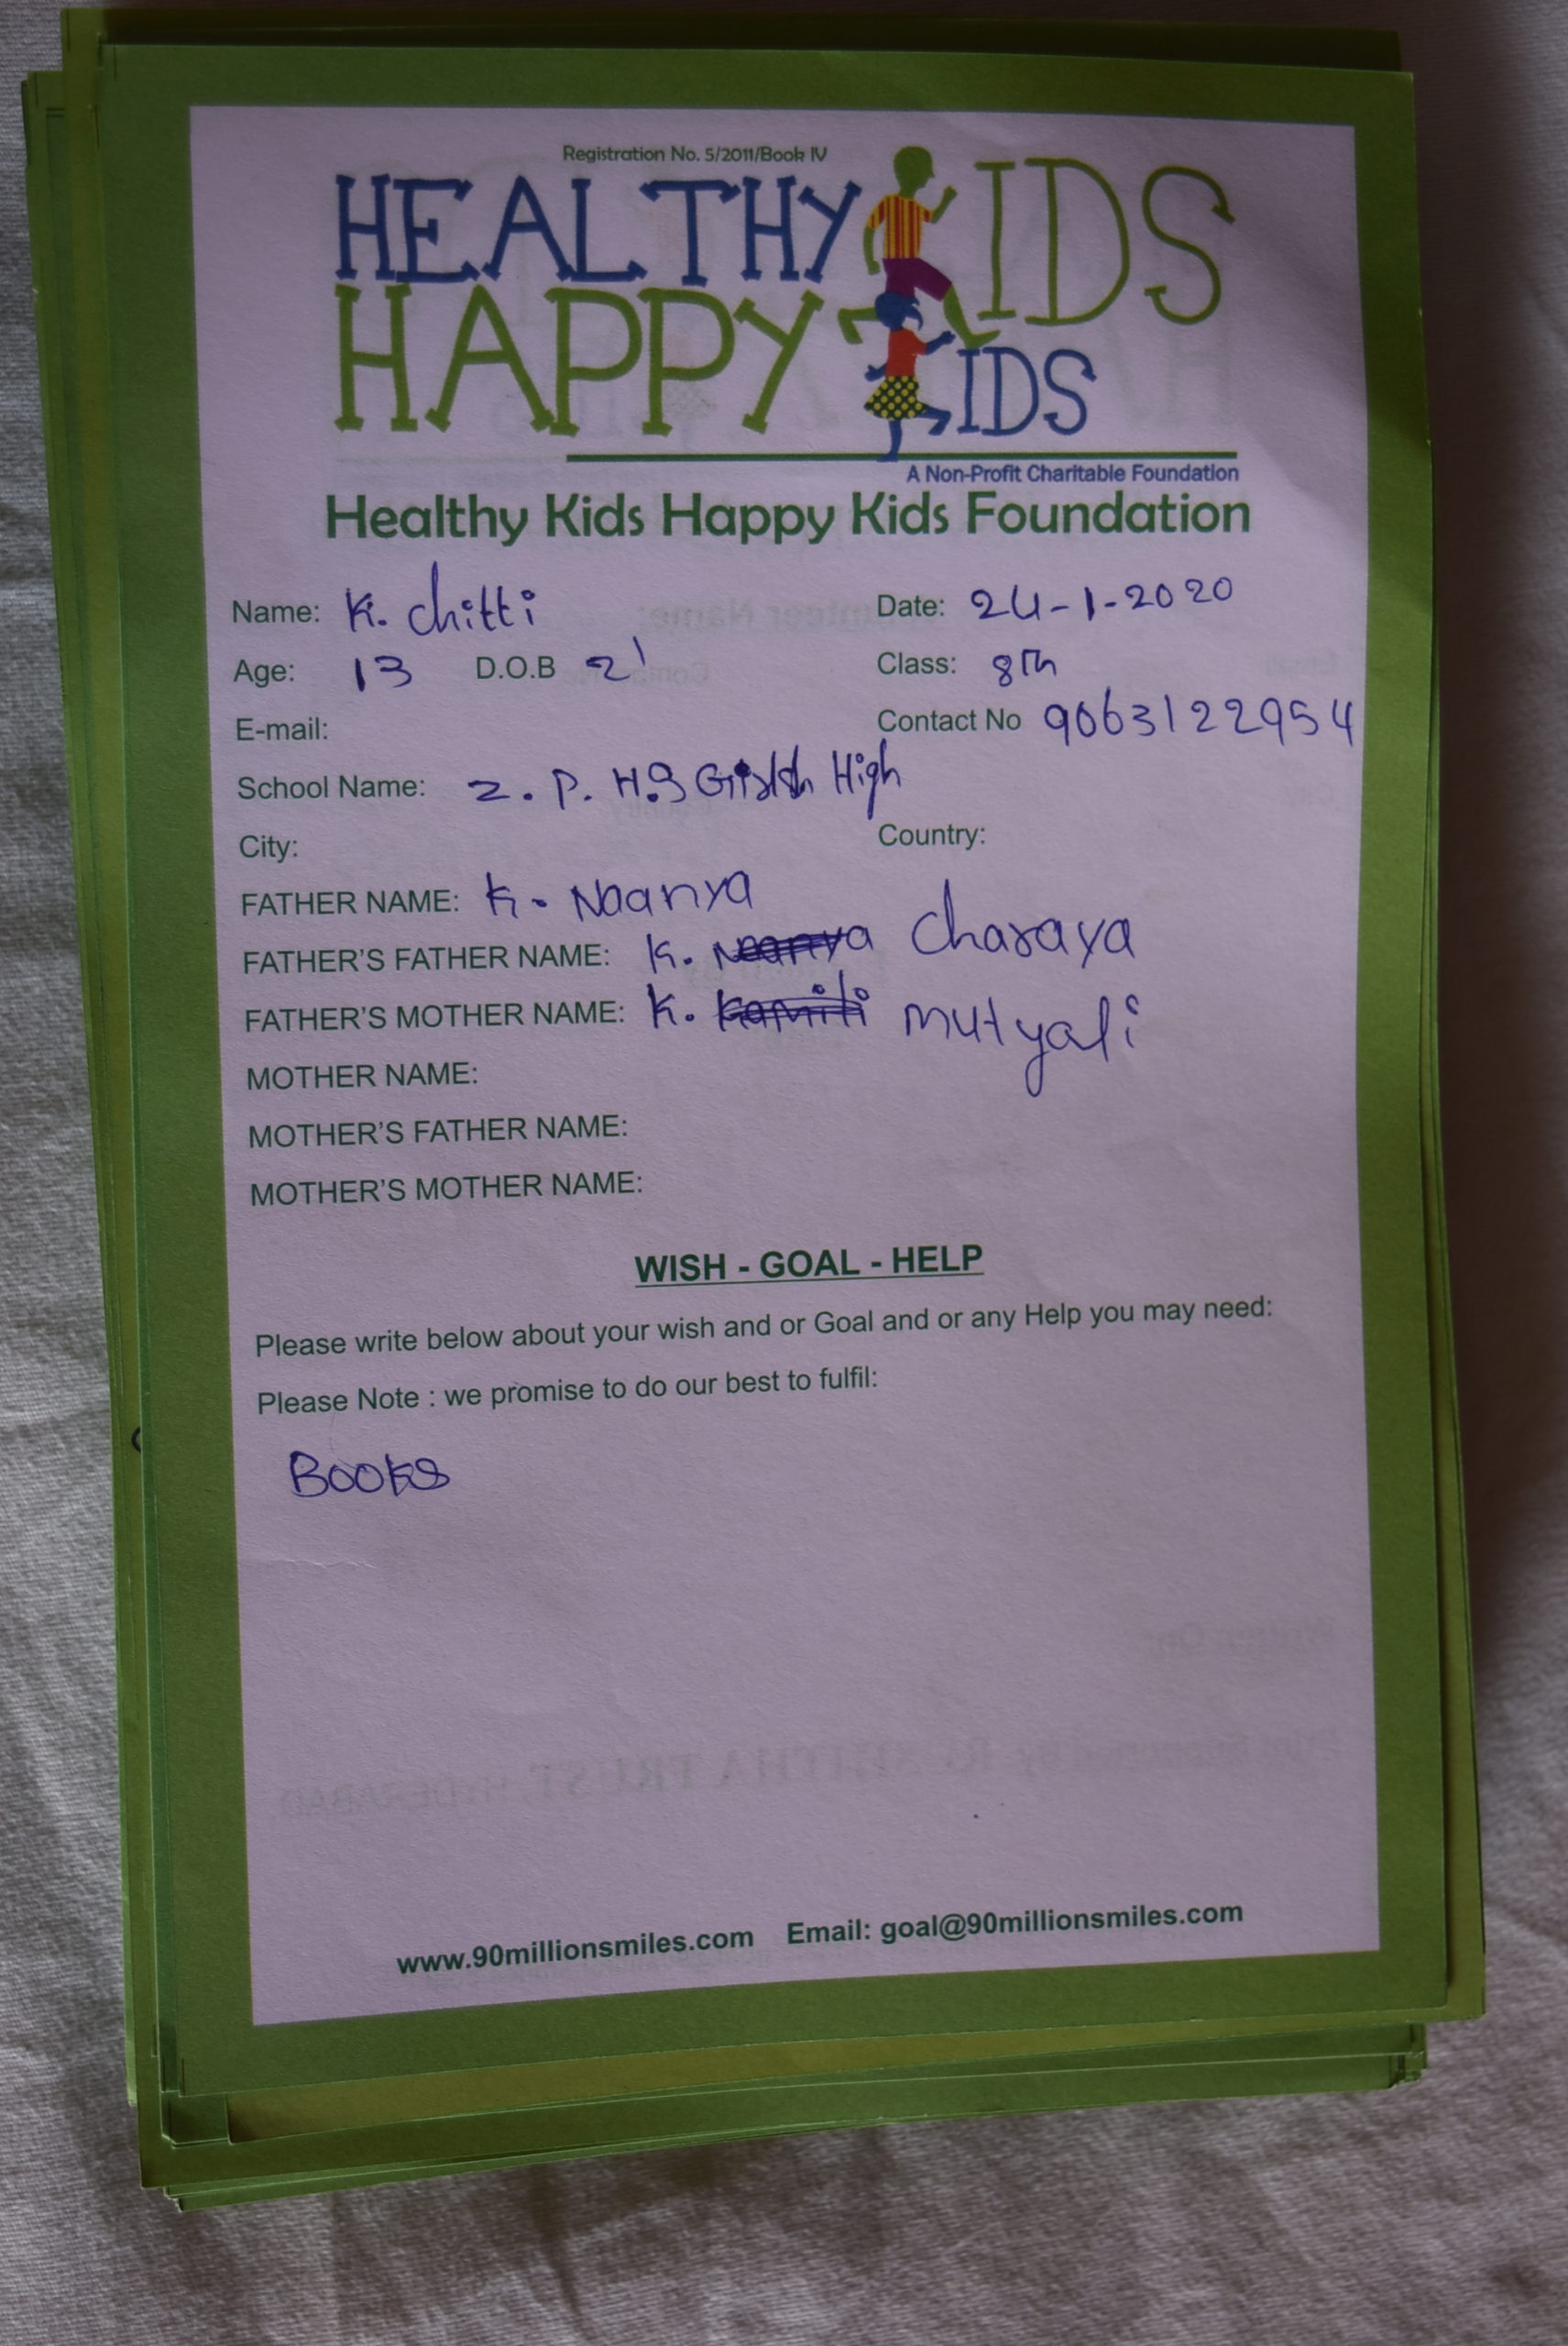 Registration No. 5/2011/Book IV
HEALTHY KIDS
HAPPY KIDS
A Non-Profit Charitable Foundation
Healthy Kids Happy Kids Foundation
Name: K. chitti Date: 24-1-2020
Age: 13 D.O.B 2' Class: 8Th
E-mail: Contact No 9063122954
School Name: Z. P. H.S High
City: Country:
FATHER NAME: K. Naanya
FATHER'S FATHER NAME: K. Charaya
FATHER'S MOTHER NAME: K. mutyali
MOTHER NAME:
MOTHER'S FATHER NAME:
MOTHER'S MOTHER NAME:
WISH - GOAL - HELP
Please write below about your wish and or Goal and or any Help you may need:
Please Note : we promise to do our best to fulfil:
Books
www.90millionsmiles.com Email: goal@90millionsmiles.com